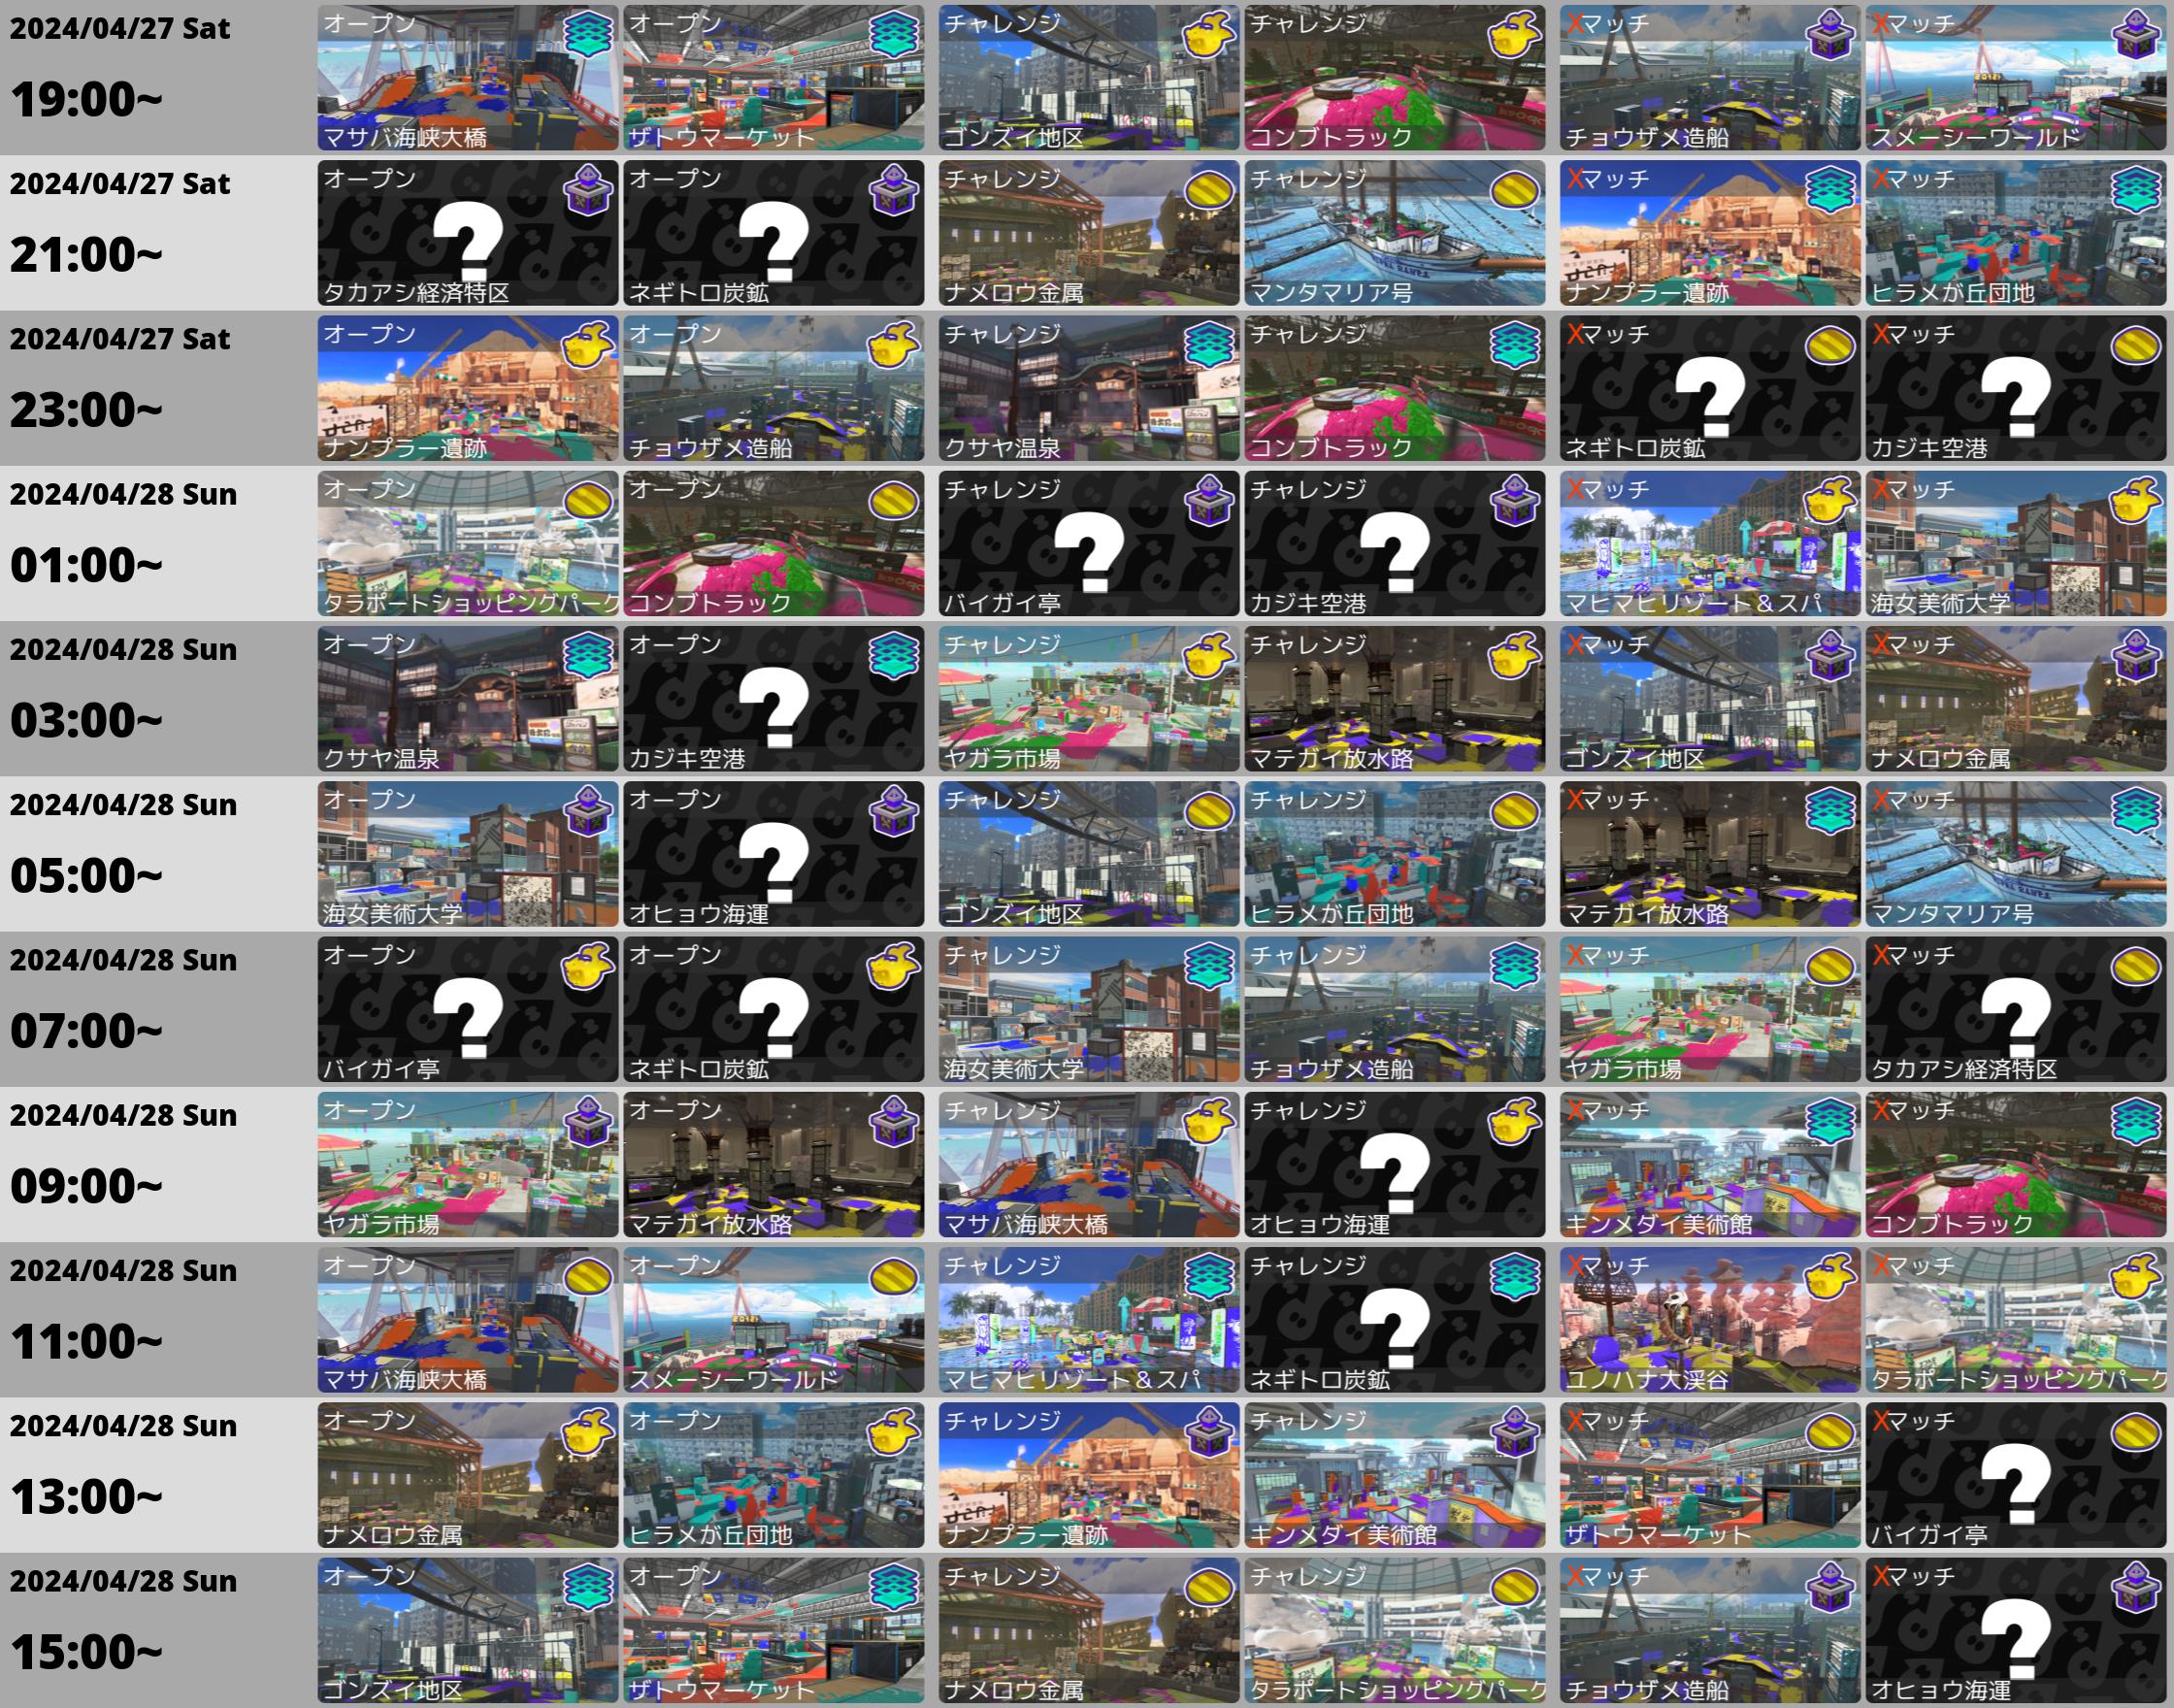 2024/04/27 Sat
19:00~
オープン オープン チャレンジ チャレンジ Xマッチ Xマッチ
マサバ海峡大橋 ザトウマーケット ゴンズイ地区 コンブトラック チョウザメ造船 スメーシーワールド
2024/04/27 Sat
21:00~
オープン オープン チャレンジ チャレンジ Xマッチ Xマッチ
? ?
タカアシ経済特区 ネギトロ炭鉱 ナメロウ金属 マンタマリア号 ナンプラー遺跡 ヒラメが丘団地
2024/04/27 Sat
23:00~
オープン オープン チャレンジ チャレンジ Xマッチ Xマッチ
? ?
ナンプラー遺跡 チョウザメ造船 クサヤ温泉 コンブトラック ネギトロ炭鉱 カジキ空港
2024/04/28 Sun
01:00~
オープン オープン チャレンジ チャレンジ Xマッチ Xマッチ
? ?
タラポートショッピングパーク コンブトラック バイガイ亭 カジキ空港 マヒマヒリゾート&スパ 海女美術大学
2024/04/28 Sun
03:00~
オープン オープン チャレンジ チャレンジ Xマッチ Xマッチ
?
クサヤ温泉 カジキ空港 ヤガラ市場 マテガイ放水路 ゴンズイ地区 ナメロウ金属
2024/04/28 Sun
05:00~
オープン オープン チャレンジ チャレンジ Xマッチ Xマッチ
?
海女美術大学 オヒョウ海運 ゴンズイ地区 ヒラメが丘団地 マテガイ放水路 マンタマリア号
2024/04/28 Sun
07:00~
オープン オープン チャレンジ チャレンジ Xマッチ Xマッチ
? ? ?
バイガイ亭 ネギトロ炭鉱 海女美術大学 チョウザメ造船 ヤガラ市場 タカアシ経済特区
2024/04/28 Sun
09:00~
オープン オープン チャレンジ チャレンジ Xマッチ Xマッチ
?
ヤガラ市場 マテガイ放水路 マサバ海峡大橋 オヒョウ海運 キンメダイ美術館 コンブトラック
2024/04/28 Sun
11:00~
オープン オープン チャレンジ チャレンジ Xマッチ Xマッチ
?
マサバ海峡大橋 スメーシーワールド マヒマヒリゾート&スパ ネギトロ炭鉱 ユノハナ大渓谷 タラポートショッピングパーク
2024/04/28 Sun
13:00~
オープン オープン チャレンジ チャレンジ Xマッチ Xマッチ
?
ナメロウ金属 ヒラメが丘団地 ナンプラー遺跡 キンメダイ美術館 ザトウマーケット バイガイ亭
2024/04/28 Sun
15:00~
オープン オープン チャレンジ チャレンジ Xマッチ Xマッチ
?
ゴンズイ地区 ザトウマーケット ナメロウ金属 タラポートショッピングパーク チョウザメ造船 オヒョウ海運